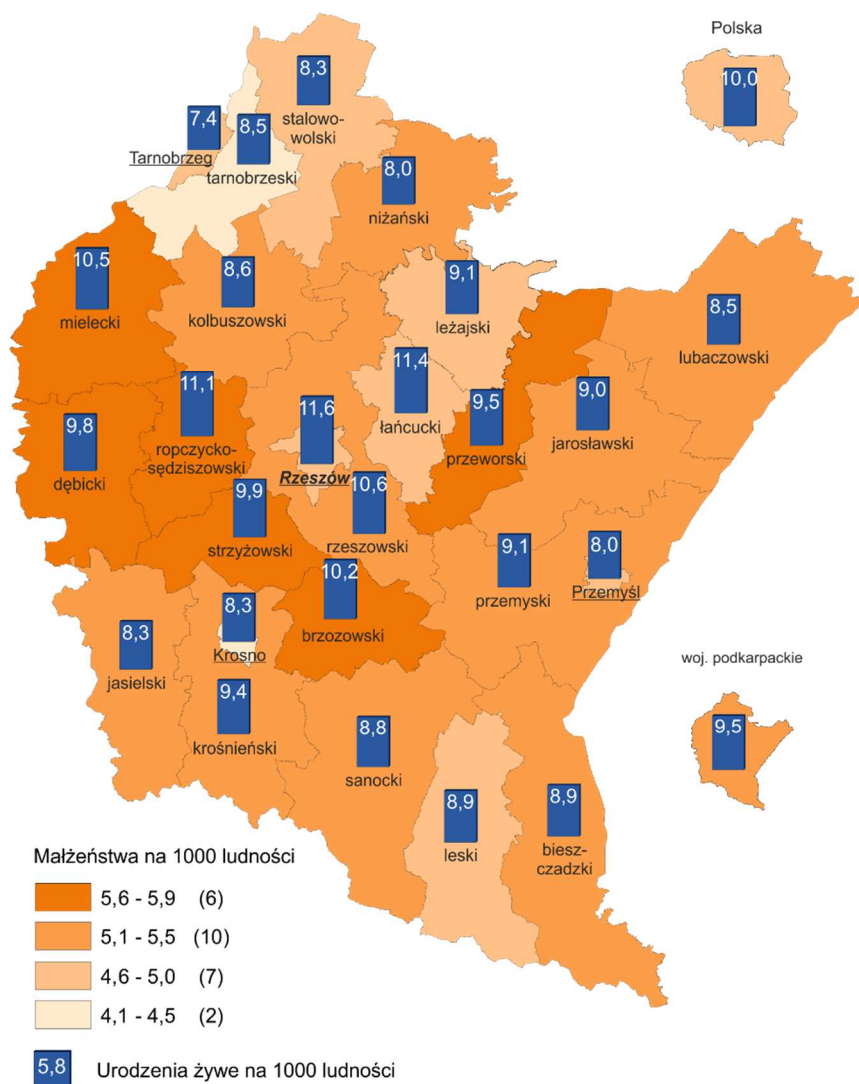 Polska
10,0
8,3
stalowo-
wolski
7,4
Tarnobrzeg
8,5
tarnobrzeski
8,0
niżański
10,5
mielecki
8,6
kolbuszowski
9,1
leżajski
8,5
lubaczowski
11,1
ropczycko-
sędziszowski
11,4
łańcucki
9,0
jarosławski
9,8
dębicki
11,6
Rzeszów
9,5
przeworski
9,9
strzyżowski
10,6
rzeszowski
9,1
przemyski
8,0
Przemyśl
10,2
brzozowski
8,3
jasielski
8,3
Krosno
9,4
krośnieński
8,8
sanocki
8,9
leski
8,9
biesz-
czadzki
woj. podkarpackie
9,5
Małżeństwa na 1000 ludności
5,6 - 5,9 (6)
5,1 - 5,5 (10)
4,6 - 5,0 (7)
4,1 - 4,5 (2)
5,8 Urodzenia żywe na 1000 ludności